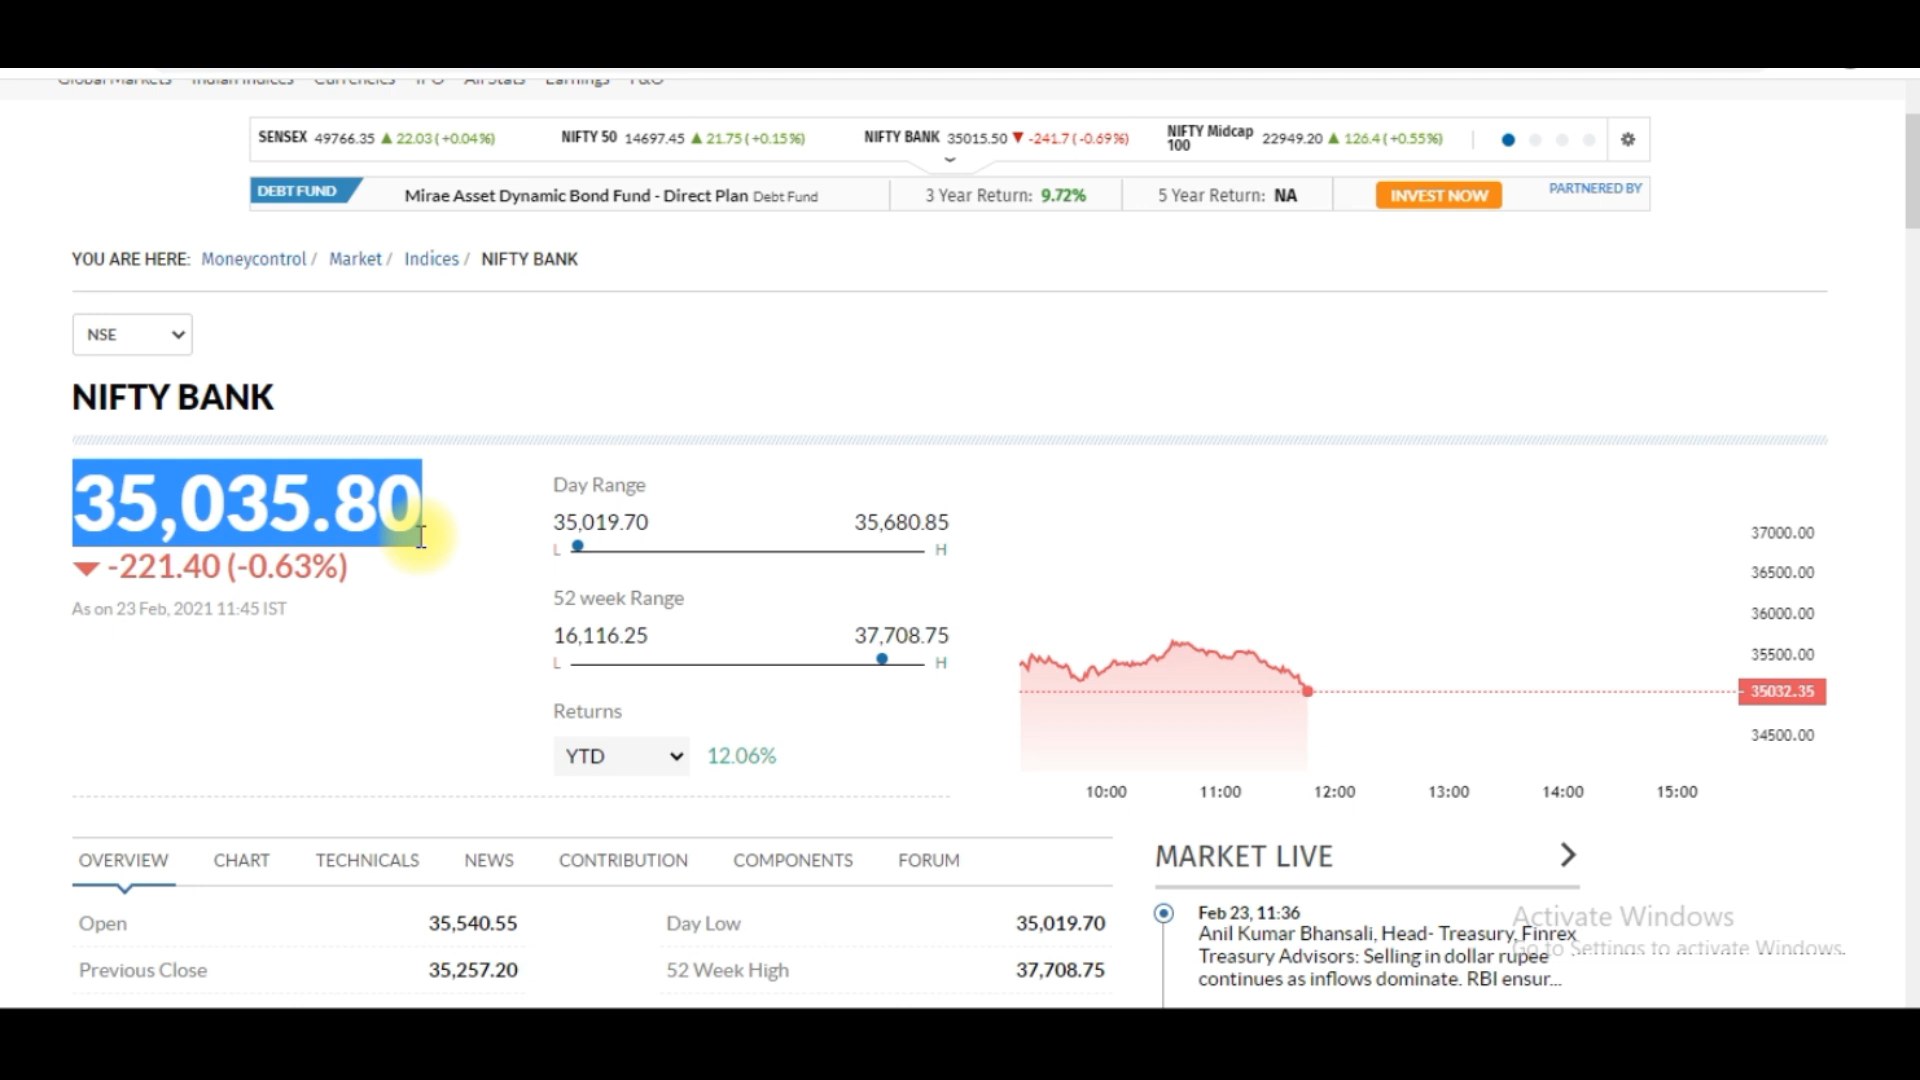 Global Markets Indian Indices Currencies IPO All Stats Earnings F&O
SENSEX 49766.35 ▲ 22.03 (+0.04%) NIFTY 50 14697.45 ▲ 21.75 (+0.15%) NIFTY BANK 35015.50 ▼ -241.7 (-0.69%) NIFTY Midcap 100 22949.20 ▲ 126.4 (+0.55%)
DEBT FUND Mirae Asset Dynamic Bond Fund - Direct Plan Debt Fund 3 Year Return: 9.72% 5 Year Return: NA INVEST NOW PARTNERED BY
YOU ARE HERE: Moneycontrol / Market / Indices / NIFTY BANK
NSE
NIFTY BANK
35,035.80
▼ -221.40 (-0.63%)
As on 23 Feb, 2021 11:45 IST
Day Range
35,019.70 35,680.85
L H
52 week Range
16,116.25 37,708.75
L H
Returns
YTD 12.06%
37000.00
36500.00
36000.00
35500.00
35032.35
34500.00
10:00 11:00 12:00 13:00 14:00 15:00
OVERVIEW CHART TECHNICALS NEWS CONTRIBUTION COMPONENTS FORUM
Open 35,540.55 Day Low 35,019.70
Previous Close 35,257.20 52 Week High 37,708.75
MARKET LIVE
Feb 23, 11:36
Anil Kumar Bhansali, Head- Treasury, Finrex
Treasury Advisors: Selling in dollar rupee
continues as inflows dominate. RBI ensur...
Activate Windows
Go to Settings to activate Windows.